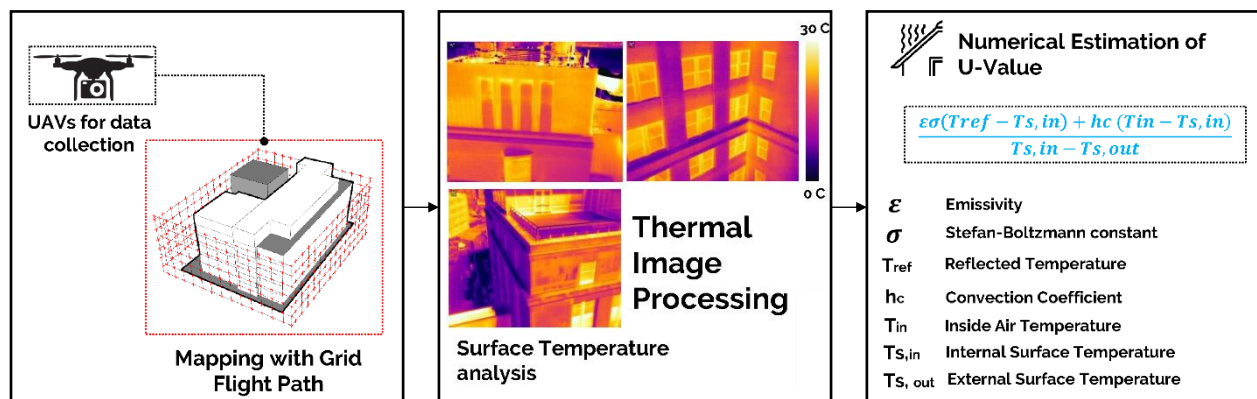 UAVs for data
collection
Mapping with Grid
Flight Path
30 C
0 C
Thermal
Image
Processing
Surface Temperature
analysis
Numerical Estimation of
U-Value
εσ(Tref − Ts, in) + hc (Tin − Ts, in)
Ts, in − Ts, out
ε Emissivity
σ Stefan-Boltzmann constant
Tref Reflected Temperature
hc Convection Coefficient
Tin Inside Air Temperature
Ts,in Internal Surface Temperature
Ts, out External Surface Temperature